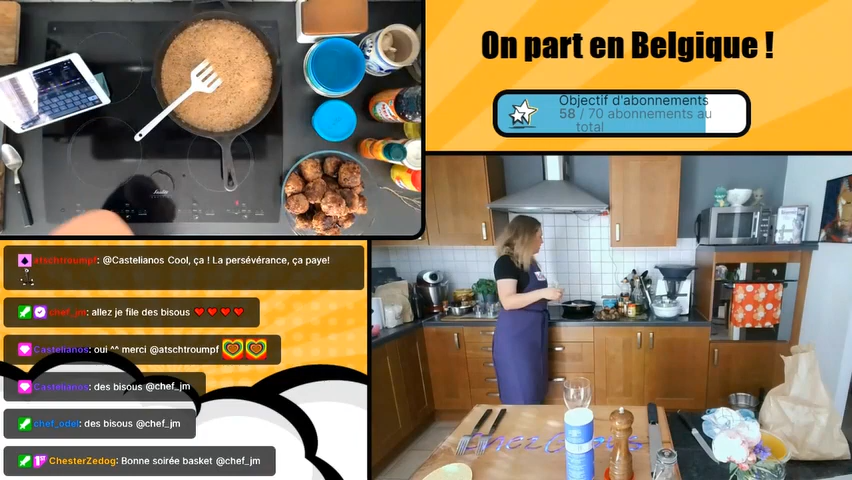 On part en Belgique !
Objectif d'abonnements
58 / 70 abonnements au
total
atschtroumpf: @Castelianos Cool, ça ! La persévérance, ça paye!
chef_jm: allez je file des bisous
Castelianos: oui ^^ merci @atschtroumpf
Castelianos: des bisous @chef_jm
chef_odel: des bisous @chef_jm
ChesterZedog: Bonne soirée basket @chef_jm